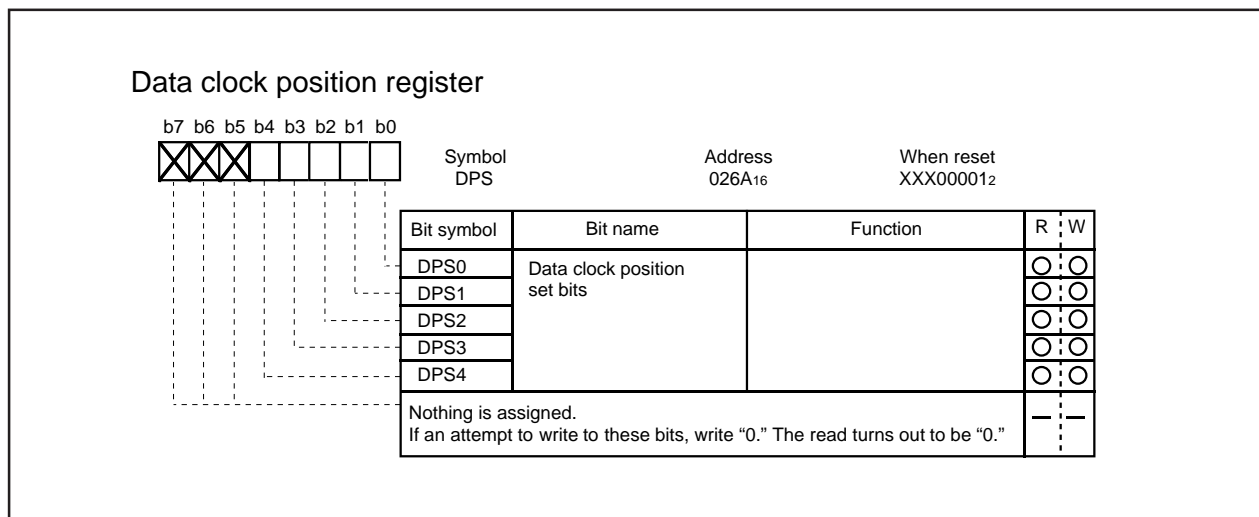 Data clock position register
b7 b6 b5 b4 b3 b2 b1 b0
Symbol Address When reset
DPS 026A16 XXX000012
Bit symbol Bit name Function R W
DPS0 Data clock position
DPS1 set bits
DPS2
DPS3
DPS4
Nothing is assigned.
If an attempt to write to these bits, write “0.” The read turns out to be “0.”